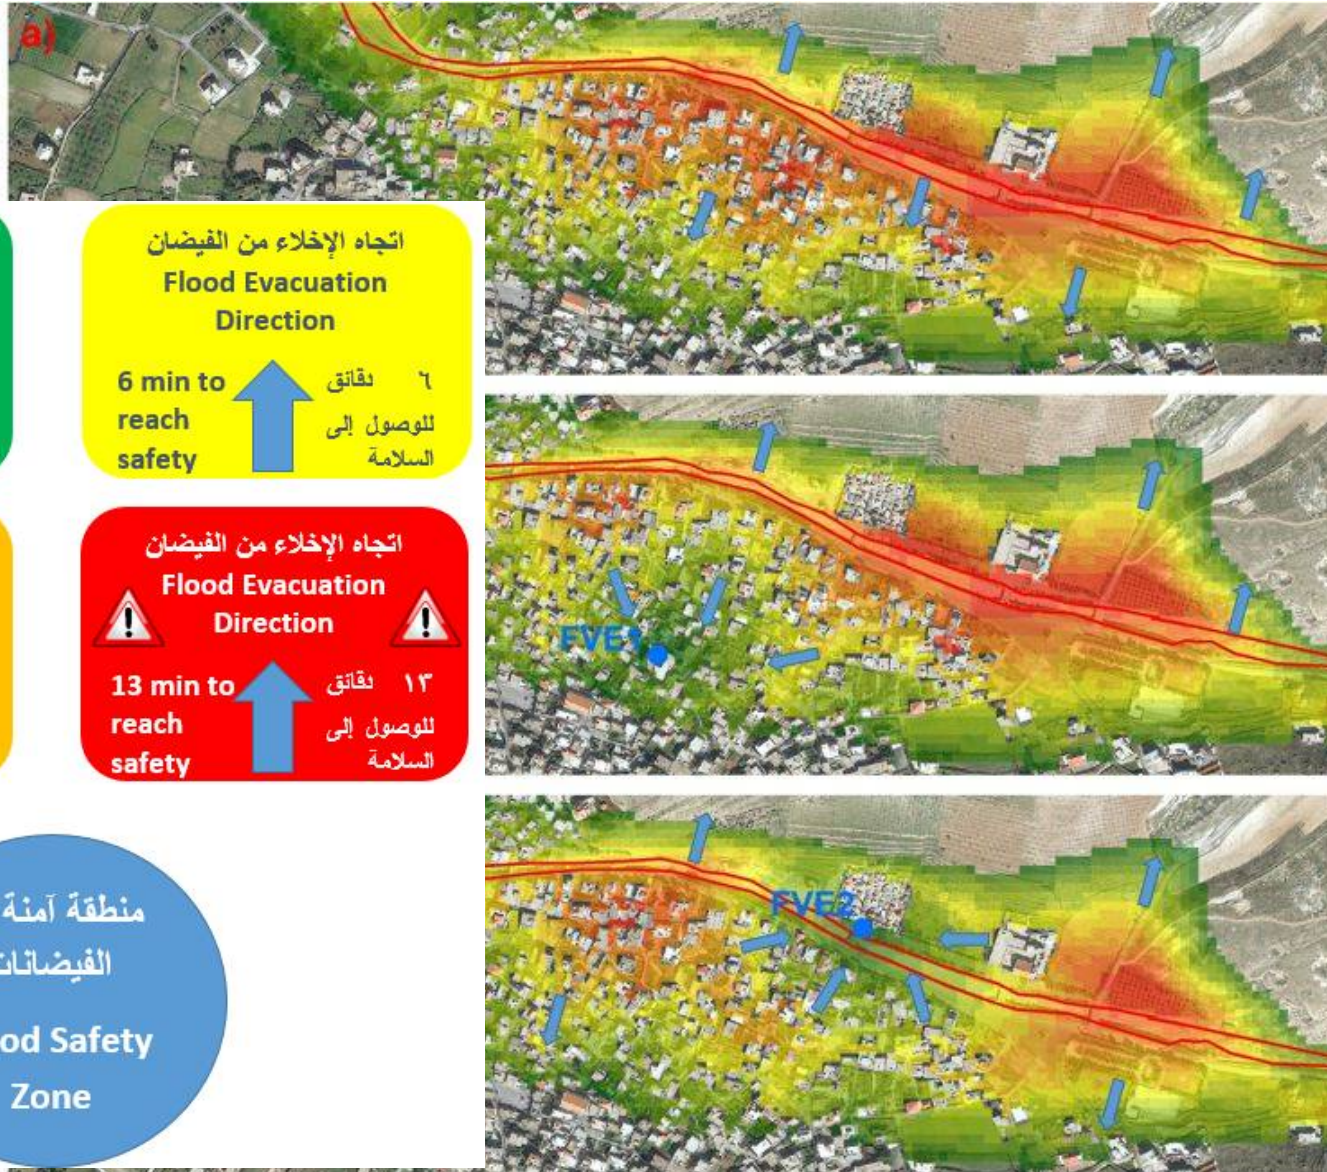 a)
اتجاه الإخلاء من الفيضان
Flood Evacuation
Direction
6 min to
reach
safety
٦ دقائق
للوصول إلى
السلامة
اتجاه الإخلاء من الفيضان
Flood Evacuation
Direction
13 min to
reach
safety
١٣ دقائق
للوصول إلى
السلامة
منطقة آمنة
الفيضانات
od Safety
Zone
FVE1
FVE2